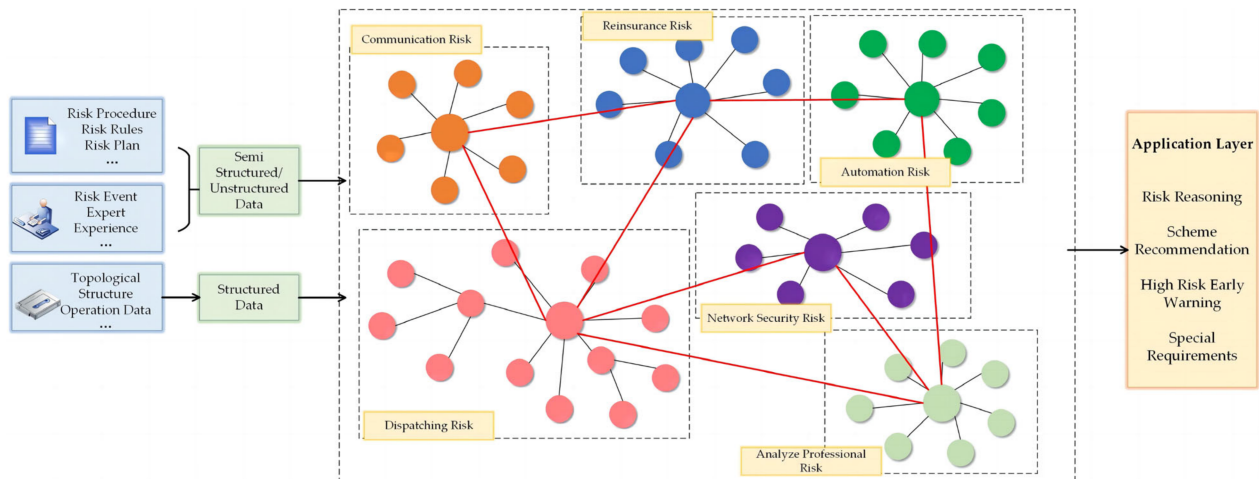 Risk Procedure
Risk Rules
Risk Plan
...
Risk Event
Expert
Experience
...
Topological
Structure
Operation Data
...
Semi
Structured/
Unstructured
Data
Structured
Data
Communication Risk
Reinsurance Risk
Automation Risk
Network Security Risk
Dispatching Risk
Analyze Professional
Risk
Application Layer
Risk Reasoning
Scheme
Recommendation
High Risk Early
Warning
Special
Requirements